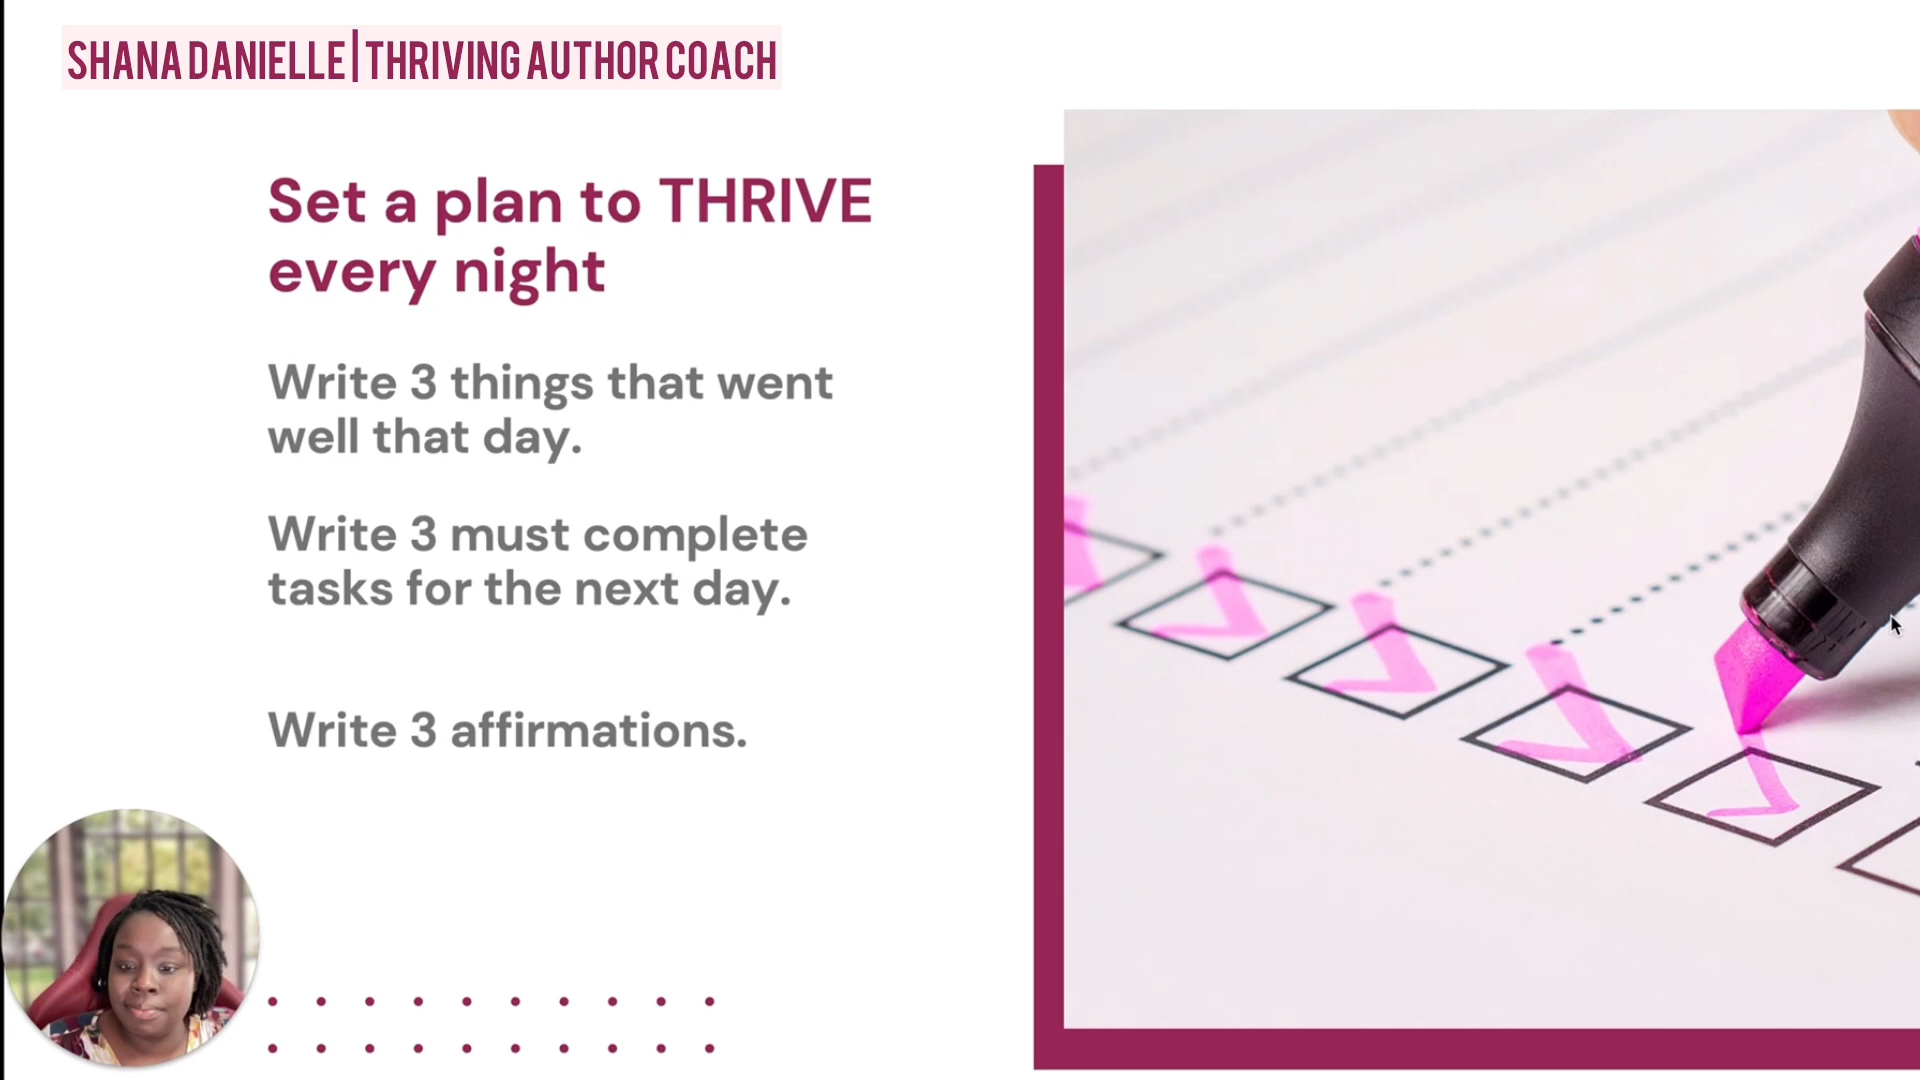 SHANA DANIELLE | THRIVING AUTHOR COACH
Set a plan to THRIVE
every night
Write 3 things that went
well that day.
Write 3 must complete
tasks for the next day.
Write 3 affirmations.